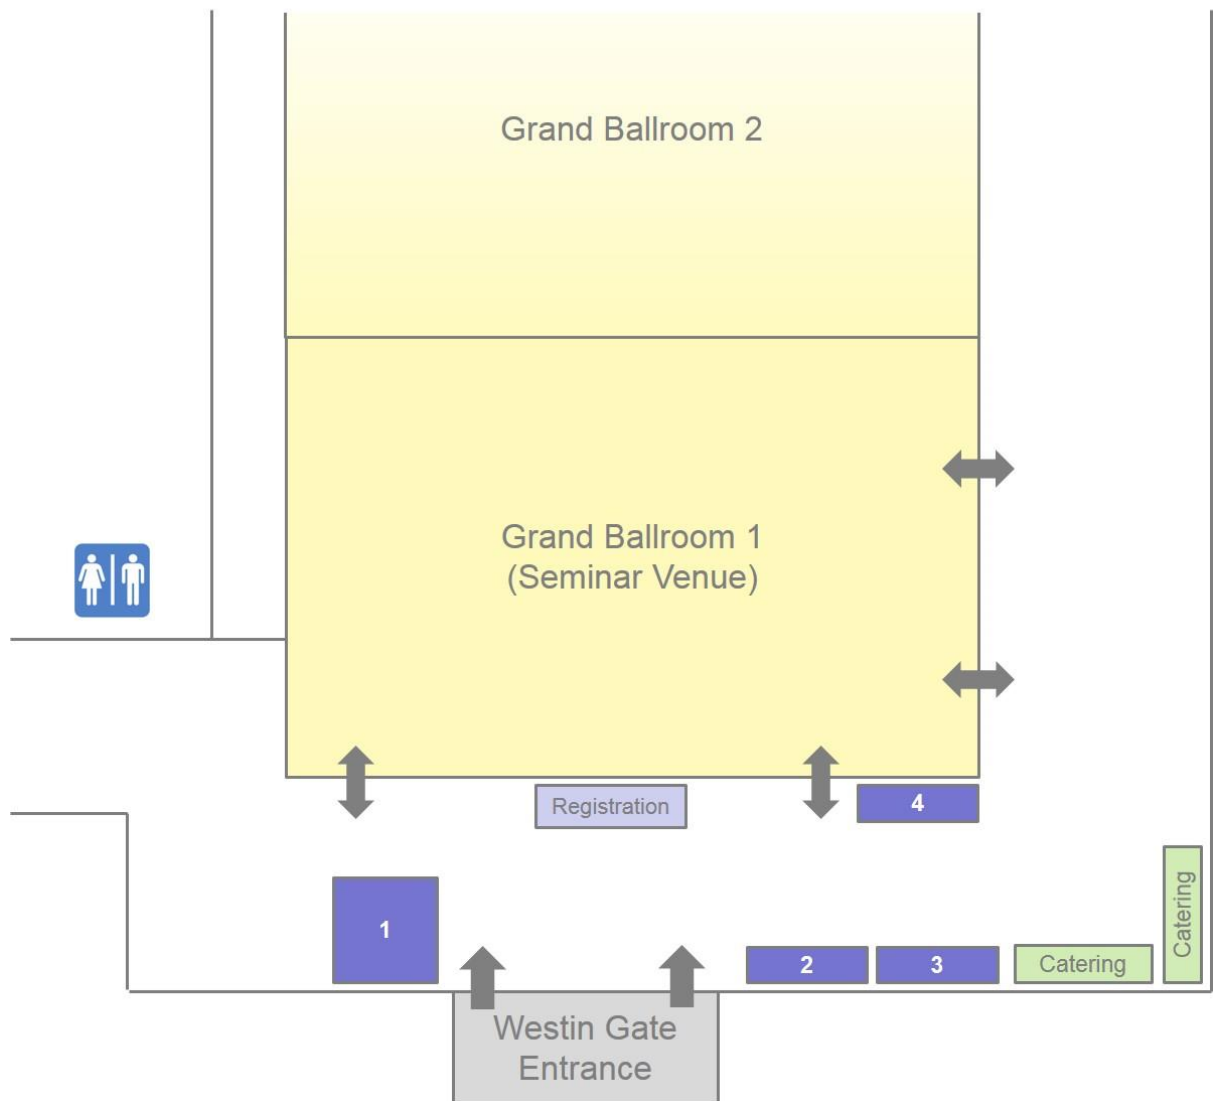 Grand Ballroom 2
Grand Ballroom 1
(Seminar Venue)
Registration
4
1
2
3
Catering
Catering
Westin Gate
Entrance